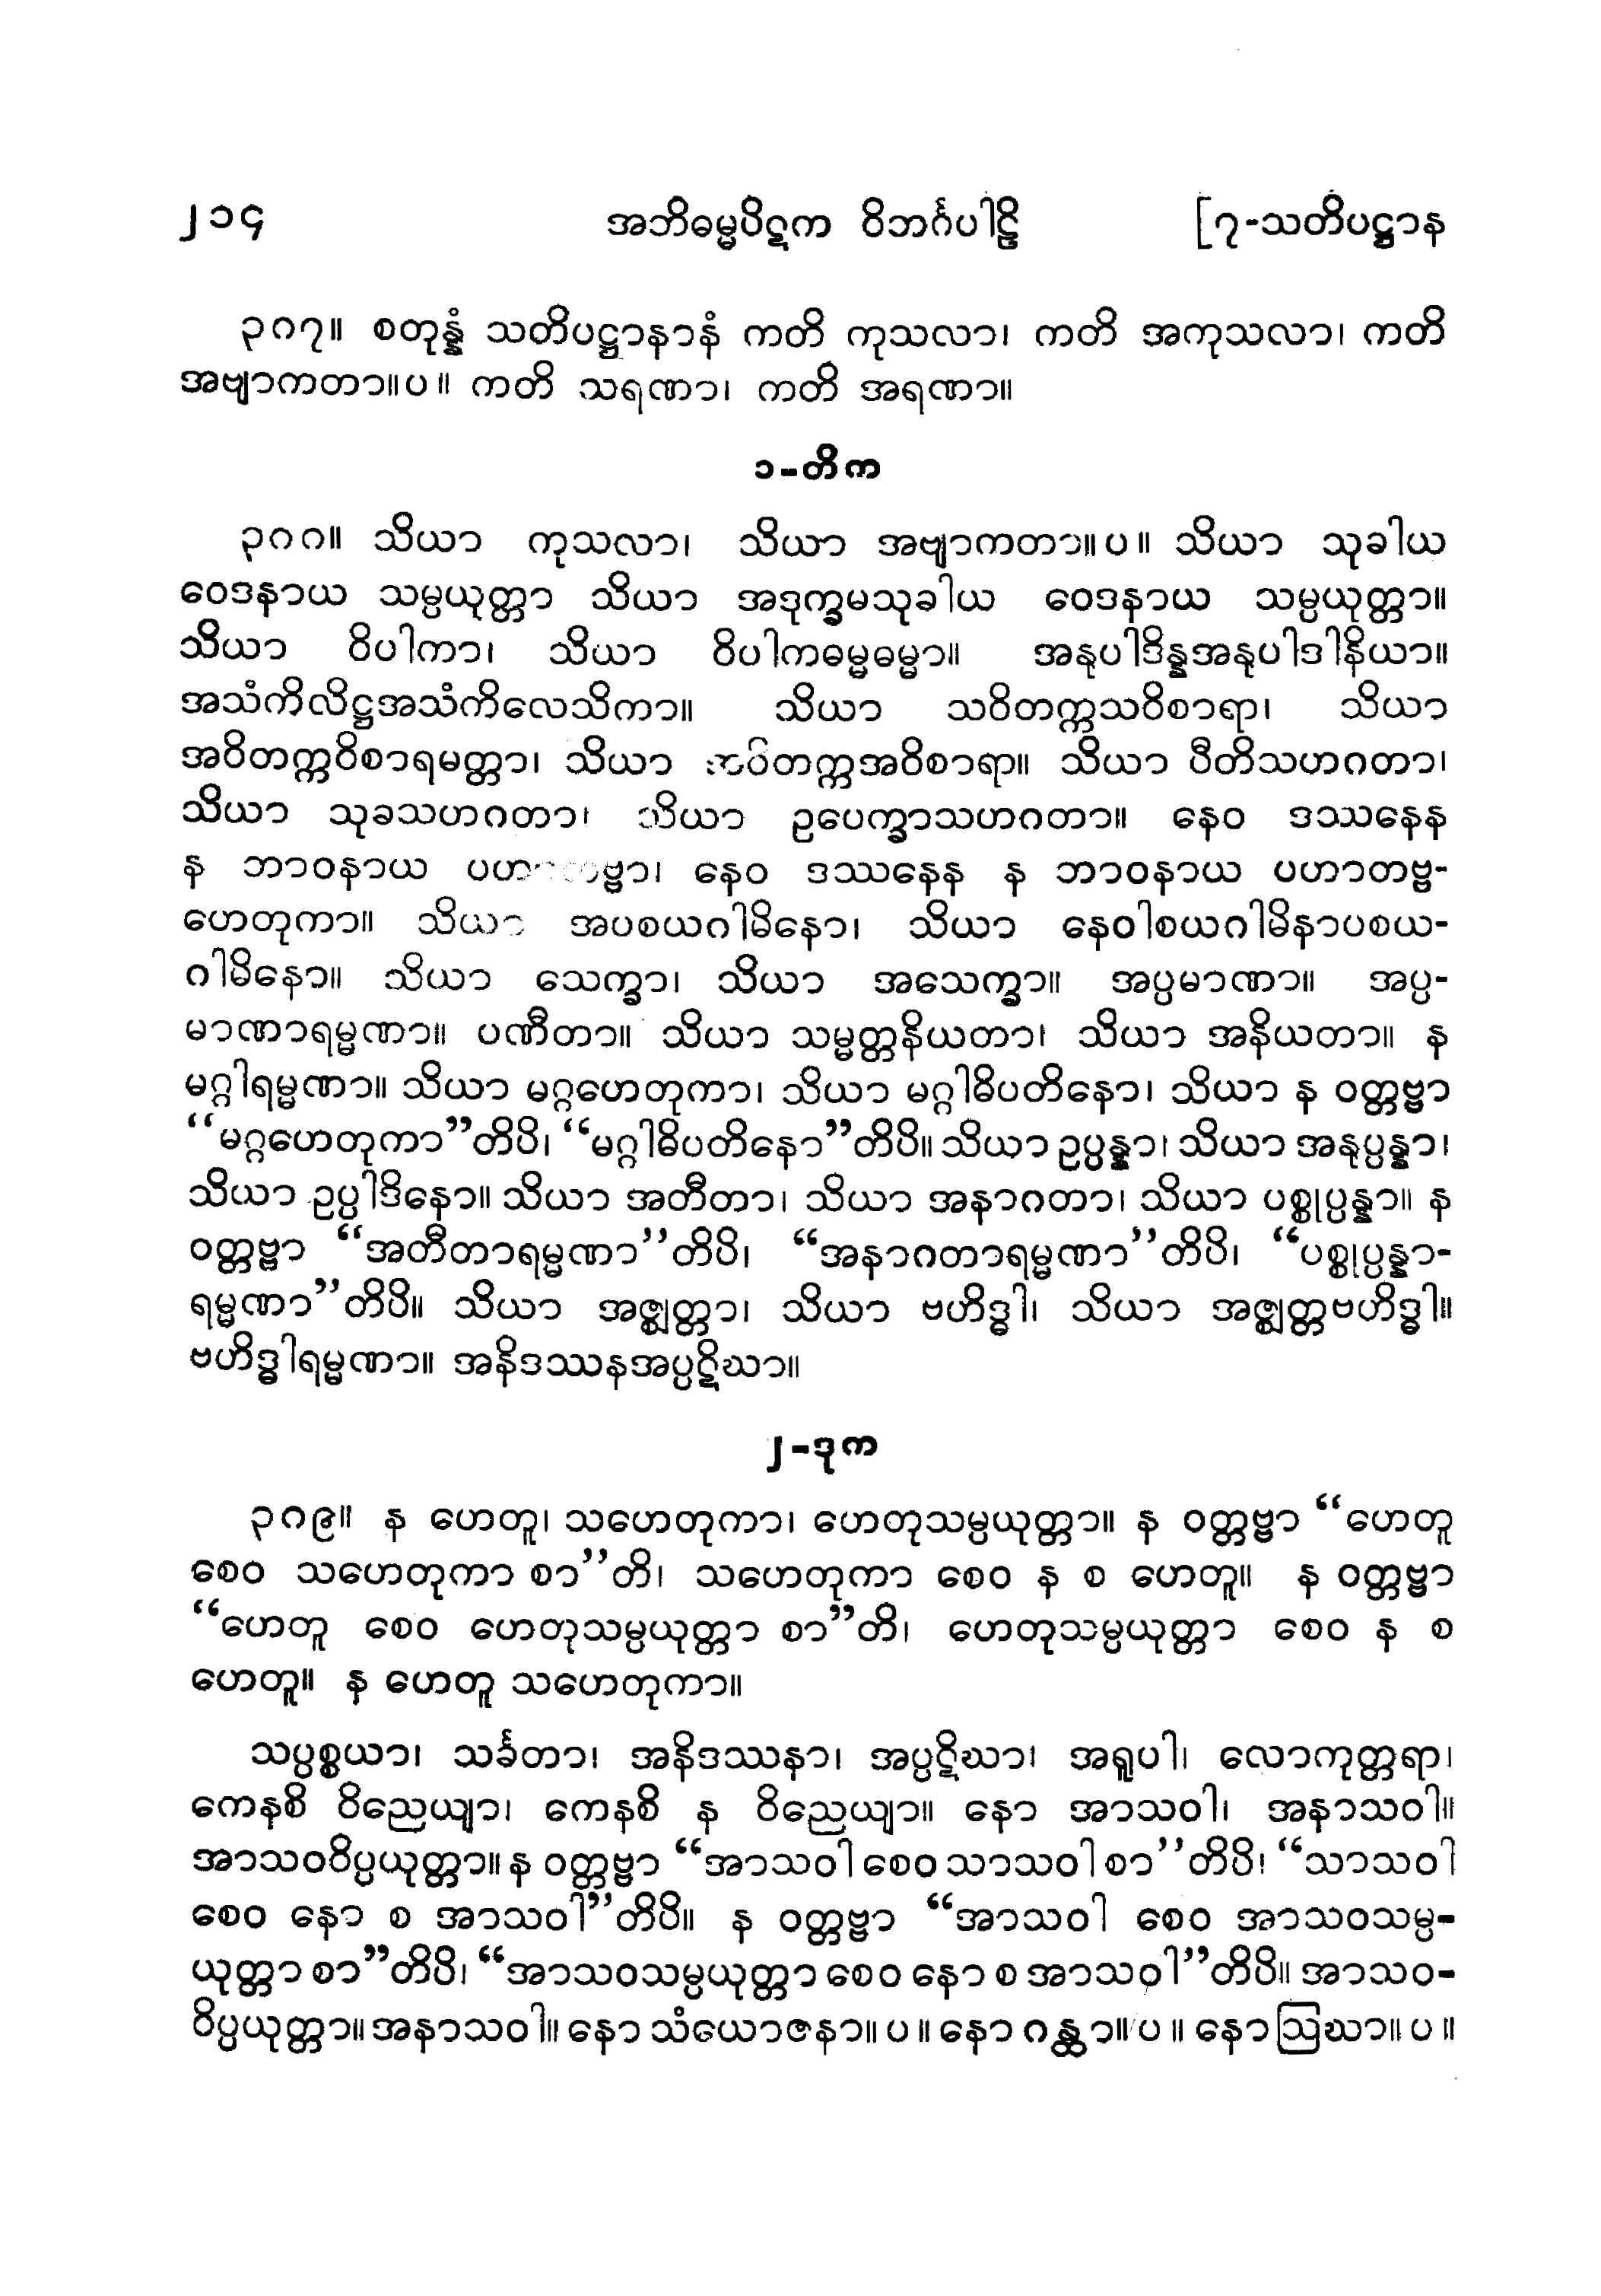 ၂၁၄ အဘိဓမ္မပိဋက ဝိဘင်္ဂပါဠိ [၇-သတိပဋ္ဌာန
၃၈၇။ စတုန္နံ သတိပဋ္ဌာနာနံ ကတိ ကုသလာ၊ ကတိ အကုသလာ၊ ကတိ
အဗျာကတာ။ပ။ ကတိ သရဏာ၊ ကတိ အရဏာ။
၁-တိက
၃၈၈။ သိယာ ကုသလာ၊ သိယာ အဗျာကတာ။ပ။ သိယာ သုခါယ
ဝေဒနာယ သမ္ပယုတ္တာ သိယာ အဒုက္ခမသုခါယ ဝေဒနာယ သမ္ပယုတ္တာ။
သိယာ ဝိပါကာ၊ သိယာ ဝိပါကဓမ္မဓမ္မာ။ အနုပါဒိန္နအနုပါဒါနိယာ။
အသံကိလိဋ္ဌအသံကိလေသိကာ။ သိယာ သဝိတက္ကသဝိစာရာ၊ သိယာ
အဝိတက္ကဝိစာရမတ္တာ၊ သိယာ အဝိတက္ကအဝိစာရာ။ သိယာ ပီတိသဟဂတာ၊
သိယာ သုခသဟဂတာ၊ သိယာ ဥပေက္ခာသဟဂတာ။ နေဝ ဒဿနေန
န ဘာဝနာယ ပဟာတဗ္ဗာ၊ နေဝ ဒဿနေန န ဘာဝနာယ ပဟာတဗ္ဗ-
ဟေတုကာ။ သိယာ အပစယဂါမိနော၊ သိယာ နေဝါစယဂါမိနာပစယ-
ဂါမိနော။ သိယာ သေက္ခာ၊ သိယာ အသေက္ခာ။ အပ္ပမာဏာ။ အပ္ပ-
မာဏာရမ္မဏာ။ ပဏီတာ။ သိယာ သမ္မတ္တနိယတာ၊ သိယာ အနိယတာ။ န
မဂ္ဂါရမ္မဏာ။ သိယာ မဂ္ဂဟေတုကာ၊ သိယာ မဂ္ဂါဓိပတိနော၊ သိယာ န ဝတ္တဗ္ဗာ
“မဂ္ဂဟေတုကာ”တိပိ၊ “မဂ္ဂါဓိပတိနော”တိပိ။ သိယာ ဥပ္ပန္နာ၊ သိယာ အနုပ္ပန္နာ၊
သိယာ ဥပ္ပါဒိနော။ သိယာ အတီတာ၊ သိယာ အနာဂတာ၊ သိယာ ပစ္စုပ္ပန္နာ။ န
ဝတ္တဗ္ဗာ “အတီတာရမ္မဏာ”တိပိ၊ “အနာဂတာရမ္မဏာ”တိပိ၊ “ပစ္စုပ္ပန္နာ-
ရမ္မဏာ”တိပိ။ သိယာ အဇ္ဈတ္တာ၊ သိယာ ဗဟိဒ္ဓါ၊ သိယာ အဇ္ဈတ္တဗဟိဒ္ဓါ။
ဗဟိဒ္ဓါရမ္မဏာ။ အနိဒဿနအပ္ပဋိဃာ။
၂-ဒုက
၃၈၉။ န ဟေတူ၊ သဟေတုကာ၊ ဟေတုသမ္ပယုတ္တာ။ န ဝတ္တဗ္ဗာ “ဟေတူ
စေဝ သဟေတုကာ စာ”တိ၊ သဟေတုကာ စေဝ န စ ဟေတူ။ န ဝတ္တဗ္ဗာ
“ဟေတူ စေဝ ဟေတုသမ္ပယုတ္တာ စာ”တိ၊ ဟေတုသမ္ပယုတ္တာ စေဝ န စ
ဟေတူ။ န ဟေတူ သဟေတုကာ။
သပ္ပစ္စယာ၊ သင်္ခတာ၊ အနိဒဿနာ၊ အပ္ပဋိဃာ၊ အရူပါ၊ လောကုတ္တရာ၊
ကေနစိ ဝိညေယျာ၊ ကေနစိ န ဝိညေယျာ။ နော အာသဝါ၊ အနာသဝါ။
အာသဝဝိပ္ပယုတ္တာ။ န ဝတ္တဗ္ဗာ “အာသဝါ စေဝ သာသဝါ စာ”တိပိ၊ “သာသဝါ
စေဝ နော စ အာသဝါ”တိပိ။ န ဝတ္တဗ္ဗာ “အာသဝါ စေဝ အာသဝသမ္ပ-
ယုတ္တာ စာ”တိပိ၊ “အာသဝသမ္ပယုတ္တာ စေဝ နော စ အာသဝါ”တိပိ။ အာသဝ-
ဝိပ္ပယုတ္တာ။ အနာသဝါ။ နော သံယောဇနာ။ ပ ။ နော ဂန္ထာ။ ပ ။ နော ဩဃာ။ ပ ။